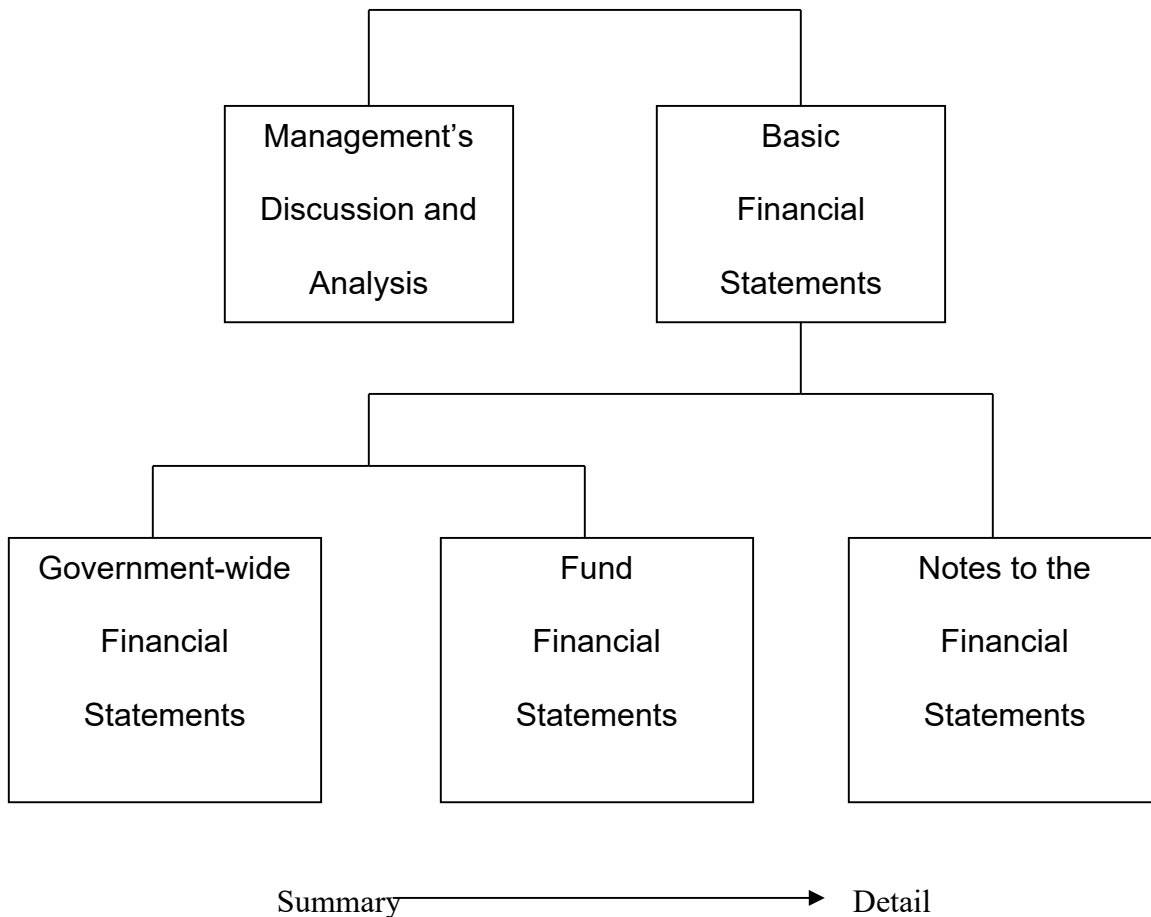 Management’s
Discussion and
Analysis
Basic
Financial
Statements
Government-wide
Financial
Statements
Fund
Financial
Statements
Notes to the
Financial
Statements
Summary
Detail